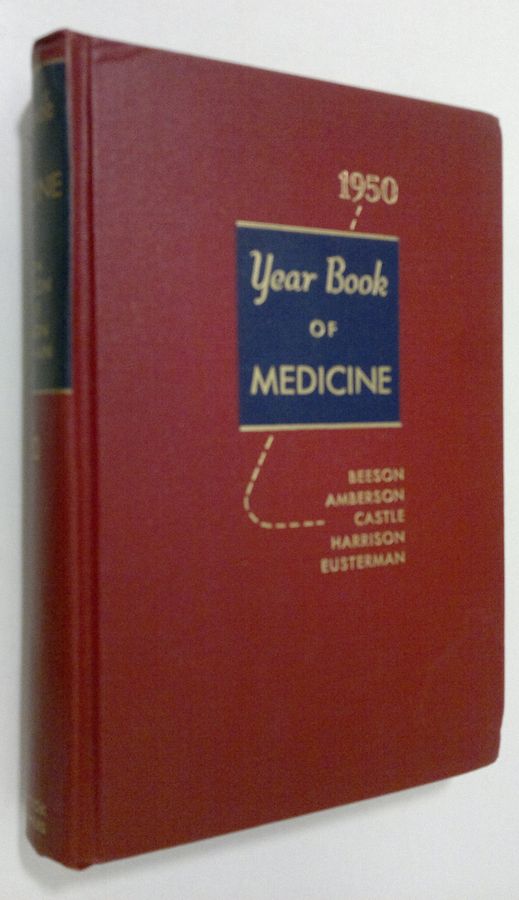 1950
Year Book
OF
MEDICINE
BEESON
AMBERSON
CASTLE
HARRISON
EUSTERMAN